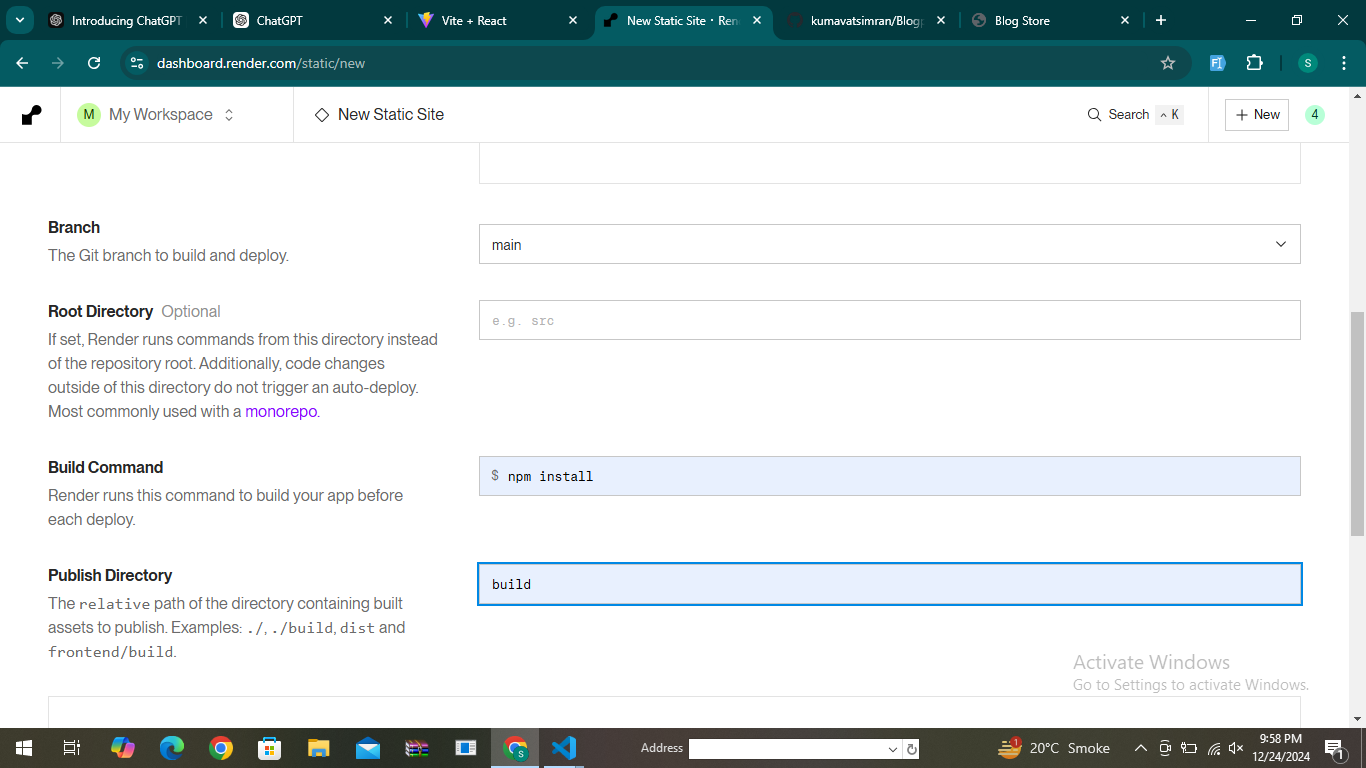 Introducing ChatGPT
ChatGPT
Vite + React
New Static Site · Ren
kumavatsimran/Blog
Blog Store
dashboard.render.com/static/new
S
M My Workspace
New Static Site
Search ^ K
+ New
4
Branch
The Git branch to build and deploy.
main
Root Directory Optional
If set, Render runs commands from this directory instead
of the repository root. Additionally, code changes
outside of this directory do not trigger an auto-deploy.
Most commonly used with a monorepo.
e.g. src
Build Command
Render runs this command to build your app before
each deploy.
$ npm install
Publish Directory
The relative path of the directory containing built
assets to publish. Examples: ./, ./build, dist and
frontend/build.
build
Activate Windows
Go to Settings to activate Windows.
Address
1
20°C Smoke
9:58 PM
12/24/2024
1